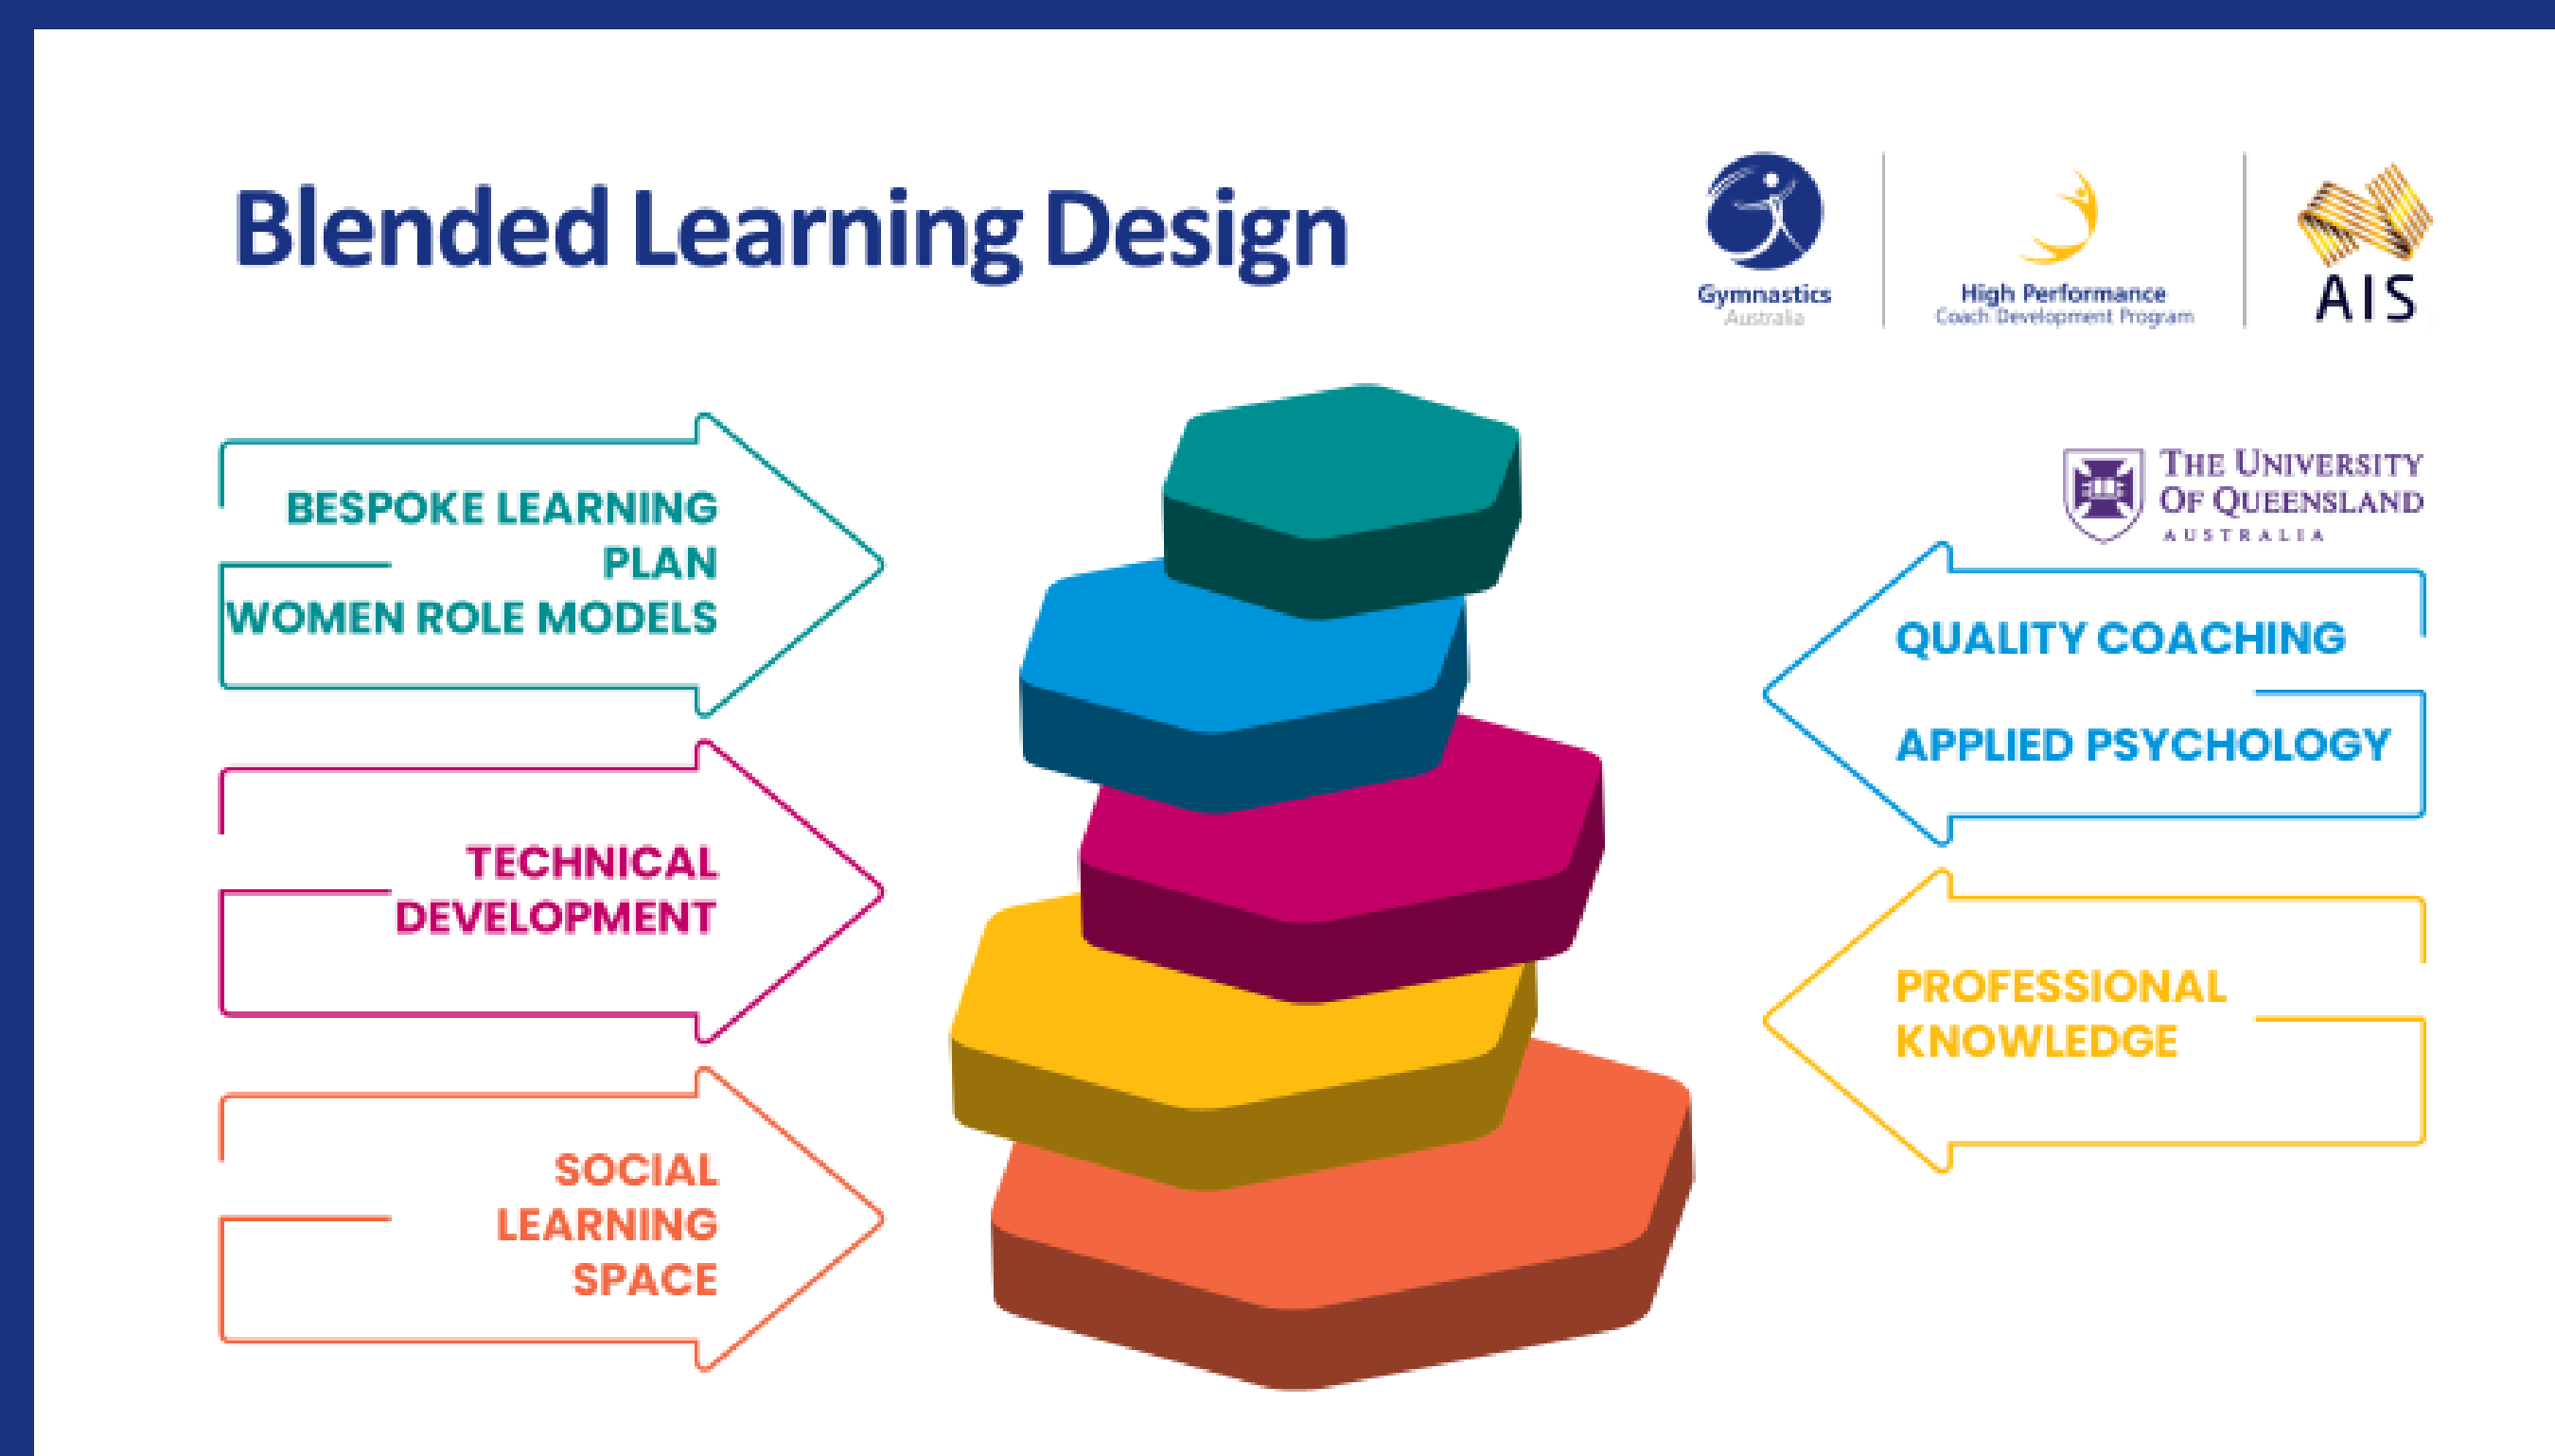 Blended Learning Design
Gymnastics
Australia
High Performance
Coach Development Program
AIS
BESPOKE LEARNING
PLAN
WOMEN ROLE MODELS
THE UNIVERSITY
OF QUEENSLAND
AUSTRALIA
QUALITY COACHING
APPLIED PSYCHOLOGY
TECHNICAL
DEVELOPMENT
PROFESSIONAL
KNOWLEDGE
SOCIAL
LEARNING
SPACE